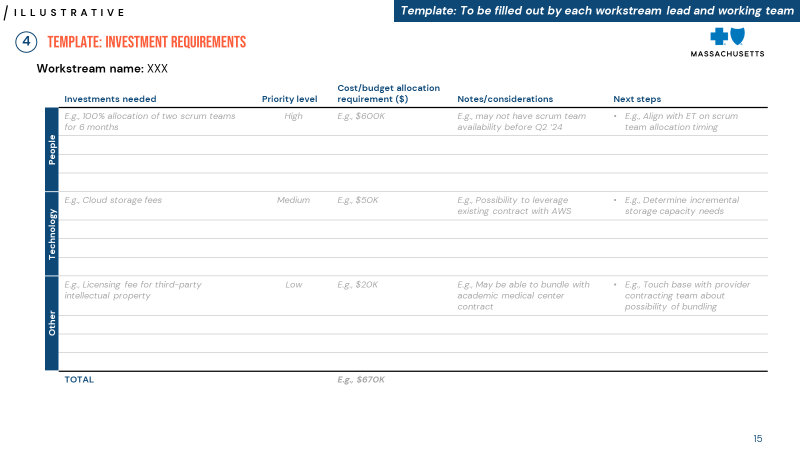 / ILLUSTRATIVE
Template: To be filled out by each workstream lead and working team
4 TEMPLATE: INVESTMENT REQUIREMENTS
MASSACHUSETTS
Workstream name: XXX
Investments needed
Priority level
Cost/budget allocation
requirement ($)
Notes/considerations
Next steps
People
E.g., 100% allocation of two scrum teams
for 6 months
High
E.g., $600K
E.g., may not have scrum team
availability before Q2 '24
• E.g., Align with ET on scrum
team allocation timing
Technology
E.g., Cloud storage fees
Medium
E.g., $50K
E.g., Possibility to leverage
existing contract with AWS
• E.g., Determine incremental
storage capacity needs
Other
E.g., Licensing fee for third-party
intellectual property
Low
E.g., $20K
E.g., May be able to bundle with
academic medical center
contract
• E.g., Touch base with provider
contracting team about
possibility of bundling
TOTAL
E.g., $670K
15